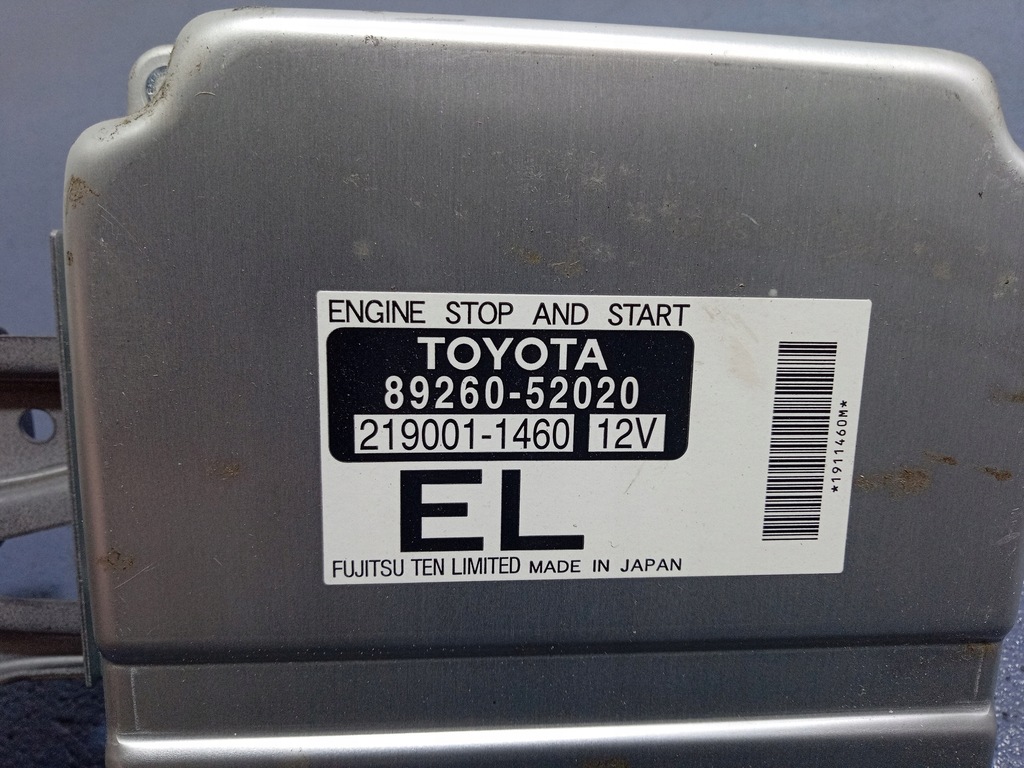 ENGINE STOP AND START
TOYOTA
89260-52020
219001-1460 12V
EL
FUJITSU TEN LIMITED MADE IN JAPAN
*1911460M*